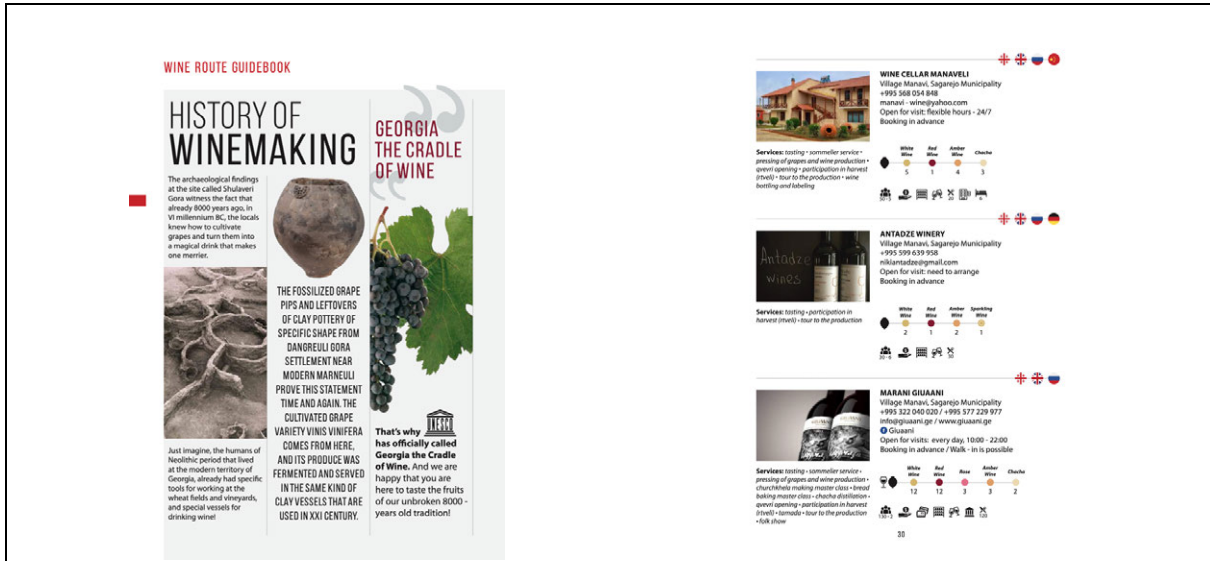 WINE ROUTE GUIDEBOOK
HISTORY OF
WINEMAKING
The archaeological findings
at the site called Shulaveri
Gora witness the fact that
already 8000 years ago, in
VI millennium BC, the locals
knew how to cultivate
grapes and turn them into
a magical drink that makes
one merrier.
Just imagine, the humans of
Neolithic period that lived
at the modern territory of
Georgia, already had specific
tools for working at the
wheat fields and vineyards,
and special vessels for
drinking wine!
THE FOSSILIZED GRAPE
PIPS AND LEFTOVERS
OF CLAY POTTERY OF
SPECIFIC SHAPE FROM
DANGREULI GORA
SETTLEMENT NEAR
MODERN MARNEULI
PROVE THIS STATEMENT
TIME AND AGAIN. THE
CULTIVATED GRAPE
VARIETY VINIS VINIFERA
COMES FROM HERE,
AND ITS PRODUCE WAS
FERMENTED AND SERVED
IN THE SAME KIND OF
CLAY VESSELS THAT ARE
USED IN XXI CENTURY.
GEORGIA
THE CRADLE
OF WINE
That's why UNESCO
has officially called
Georgia the Cradle
of Wine. And we are
happy that you are
here to taste the fruits
of our unbroken 8000 -
years old tradition!
WINE CELLAR MANAVELI
Village Manavi, Sagarejo Municipality
+995 568 054 848
manavi - wine@yahoo.com
Open for visit: flexible hours - 24/7
Booking in advance
Services: tasting • sommelier service •
pressing of grapes and wine production •
qvevri opening • participation in harvest
(rtveli) • tour to the production • wine
bottling and labeling
White Wine Red Wine Amber Wine Chacha
5 1 4 3
ANTADZE WINERY
Village Manavi, Sagarejo Municipality
+995 599 639 958
nikiantadze@gmail.com
Open for visit: need to arrange
Booking in advance
Antadze
wines
Services: tasting • participation in
harvest (rtveli) • tour to the production
White Wine Red Wine Amber Wine Sparkling Wine
2 1 2 1
MARANI GIUAANI
Village Manavi, Sagarejo Municipality
+995 322 040 020 / +995 577 229 977
info@giuaani.ge / www.giuaani.ge
Giuaani
Open for visits: every day, 10:00 - 22:00
Booking in advance / Walk - in is possible
Services: tasting • sommelier service •
pressing of grapes and wine production •
churchkhela making master class • bread
baking master class • chacha distillation •
qvevri opening • participation in harvest
(rtveli) • tamada • tour to the production
• folk show
White Wine Red Wine Rose Amber Wine Chacha
12 12 3 3 2
30